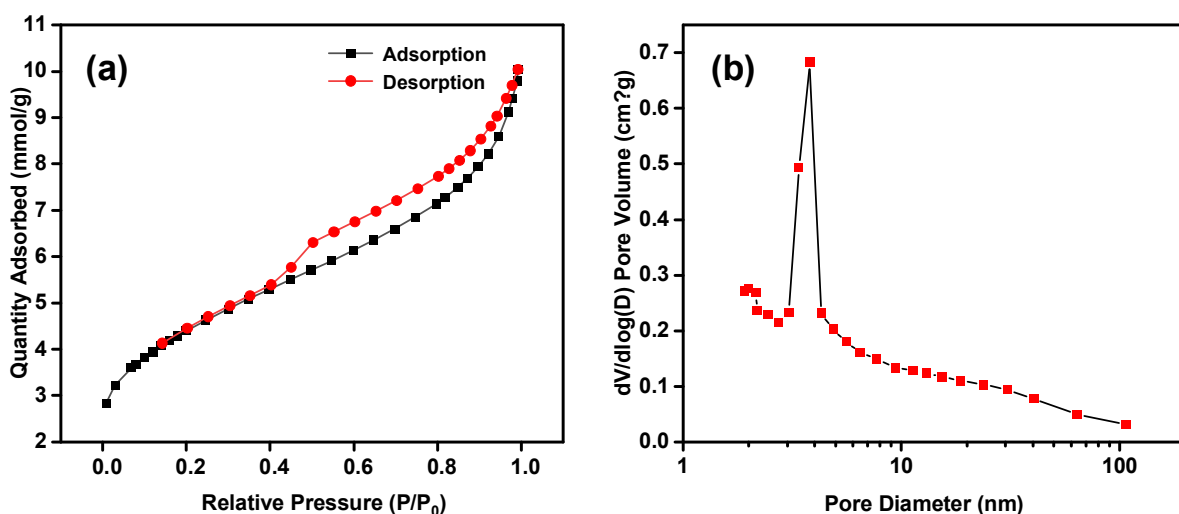 (a)
Adsorption
Desorption
Quantity Adsorbed (mmol/g)
11
10
9
8
7
6
5
4
3
2
0.0 0.2 0.4 0.6 0.8 1.0
Relative Pressure (P/P0)
(b)
dV/dlog(D) Pore Volume (cm?g)
0.7
0.6
0.5
0.4
0.3
0.2
0.1
0.0
1 10 100
Pore Diameter (nm)